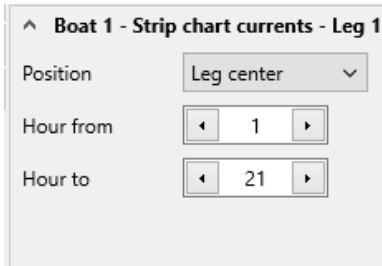 Boat 1 - Strip chart currents - Leg 1
Position Leg center
Hour from 1
Hour to 21